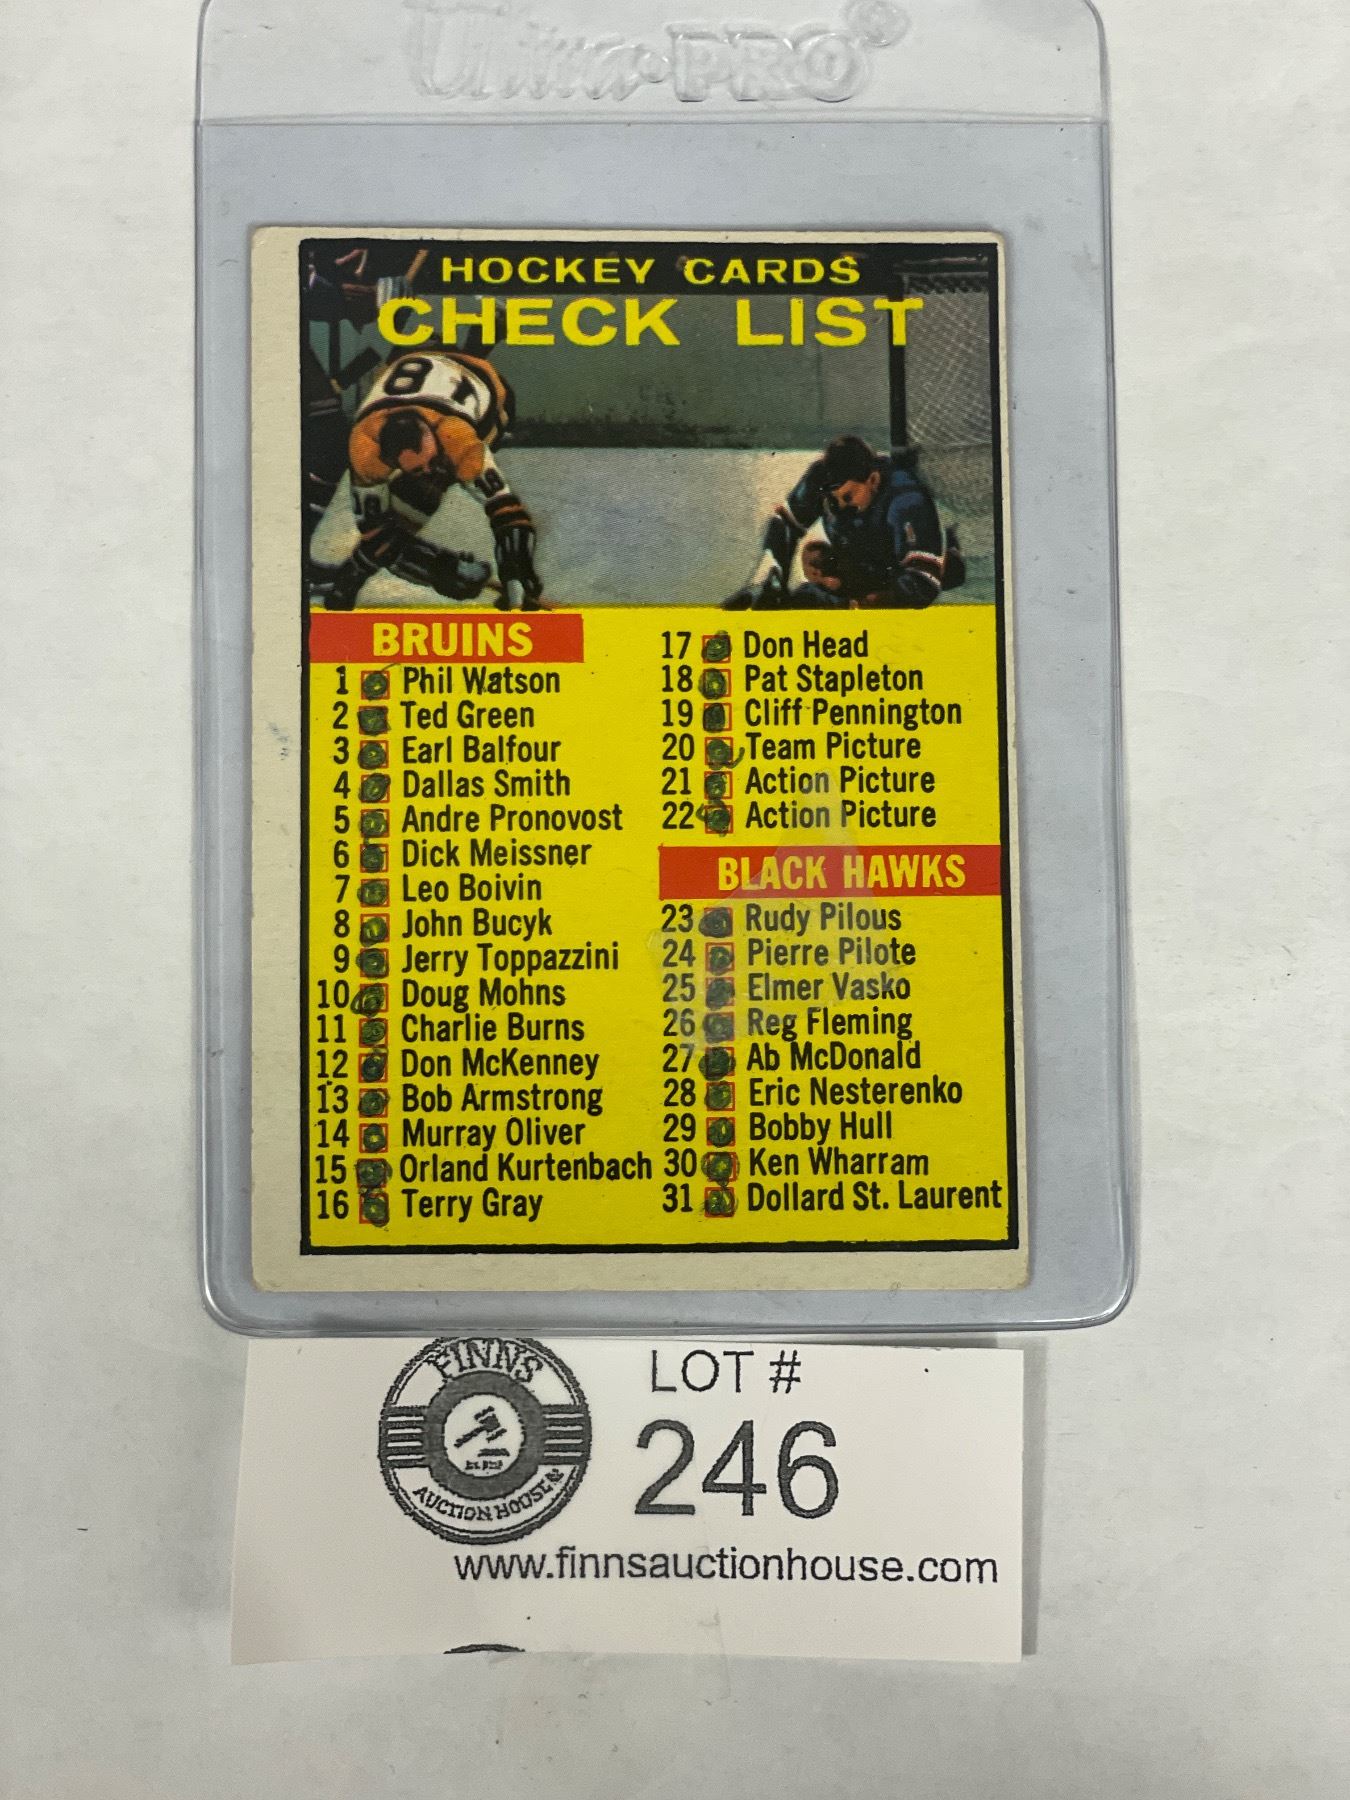 Ultra•PRO®
HOCKEY CARDS
CHECK LIST
81
18
18
1
BRUINS
1 Phil Watson
2 Ted Green
3 Earl Balfour
4 Dallas Smith
5 Andre Pronovost
6 Dick Meissner
7 Leo Boivin
8 John Bucyk
9 Jerry Toppazzini
10 Doug Mohns
11 Charlie Burns
12 Don McKenney
13 Bob Armstrong
14 Murray Oliver
15 Orland Kurtenbach
16 Terry Gray
17 Don Head
18 Pat Stapleton
19 Cliff Pennington
20 Team Picture
21 Action Picture
22 Action Picture
BLACK HAWKS
23 Rudy Pilous
24 Pierre Pilote
25 Elmer Vasko
26 Reg Fleming
27 Ab McDonald
28 Eric Nesterenko
29 Bobby Hull
30 Ken Wharram
31 Dollard St. Laurent
FINNS
AUCTION HOUSE
LOT #
246
www.finnsauctionhouse.com